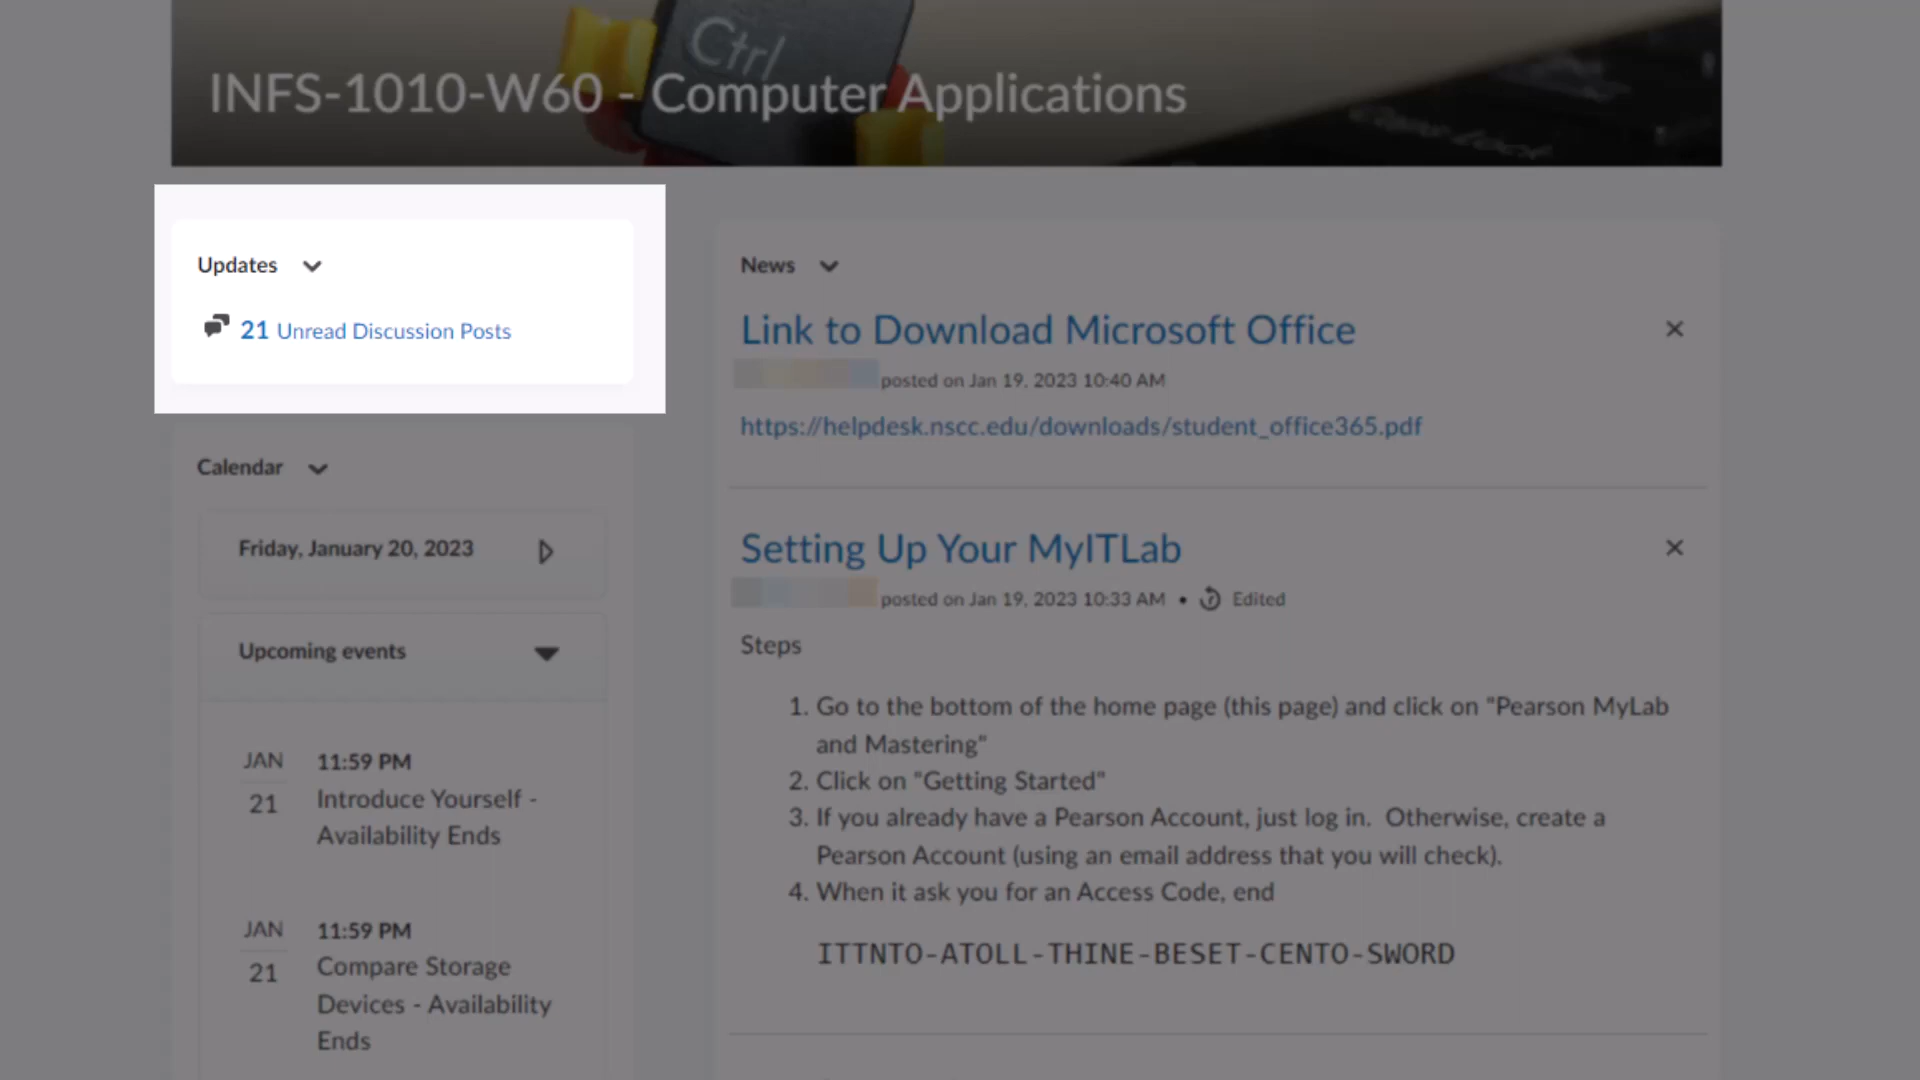 Ctrl
INFS-1010-W60 - Computer Applications
Updates
21 Unread Discussion Posts
Calendar
Friday, January 20, 2023
Upcoming events
JAN
21
11:59 PM
Introduce Yourself -
Availability Ends
JAN
21
11:59 PM
Compare Storage
Devices - Availability
Ends
News
Link to Download Microsoft Office
posted on Jan 19, 2023 10:40 AM
https://helpdesk.nscc.edu/downloads/student_office365.pdf
Setting Up Your MyITLab
posted on Jan 19, 2023 10:33 AM • Edited
Steps
1. Go to the bottom of the home page (this page) and click on "Pearson MyLab
and Mastering"
2. Click on "Getting Started"
3. If you already have a Pearson Account, just log in. Otherwise, create a
Pearson Account (using an email address that you will check).
4. When it ask you for an Access Code, end
ITTNTO-ATOLL-THINE-BESET-CENTO-SWORD